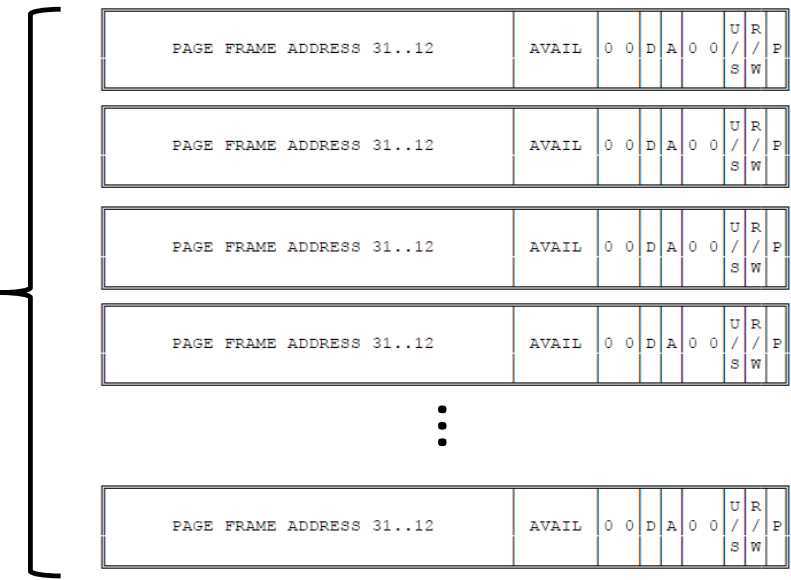 U R
PAGE FRAME ADDRESS 31..12 AVAIL 0 0 D A 0 0 / / P
S W
U R
PAGE FRAME ADDRESS 31..12 AVAIL 0 0 D A 0 0 / / P
S W
U R
PAGE FRAME ADDRESS 31..12 AVAIL 0 0 D A 0 0 / / P
S W
U R
PAGE FRAME ADDRESS 31..12 AVAIL 0 0 D A 0 0 / / P
S W
U R
PAGE FRAME ADDRESS 31..12 AVAIL 0 0 D A 0 0 / / P
S W